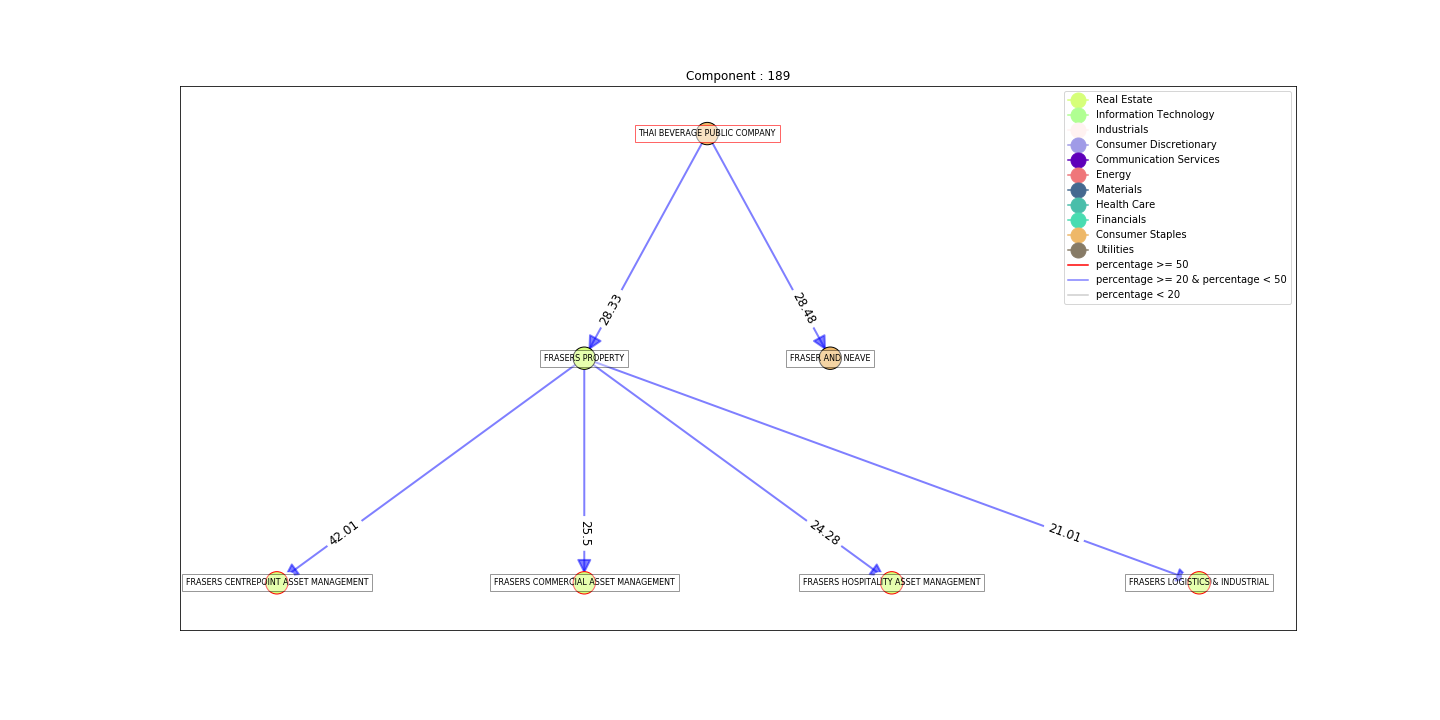 Component : 189
THAI BEVERAGE PUBLIC COMPANY
Real Estate
Information Technology
Industrials
Consumer Discretionary
Communication Services
Energy
Materials
Health Care
Financials
Consumer Staples
Utilities
percentage >= 50
percentage >= 20 & percentage < 50
percentage < 20
28.33
28.48
FRASERS PROPERTY
FRASER AND NEAVE
42.01
25.5
24.28
21.01
FRASERS CENTREPOINT ASSET MANAGEMENT
FRASERS COMMERCIAL ASSET MANAGEMENT
FRASERS HOSPITALITY ASSET MANAGEMENT
FRASERS LOGISTICS & INDUSTRIAL